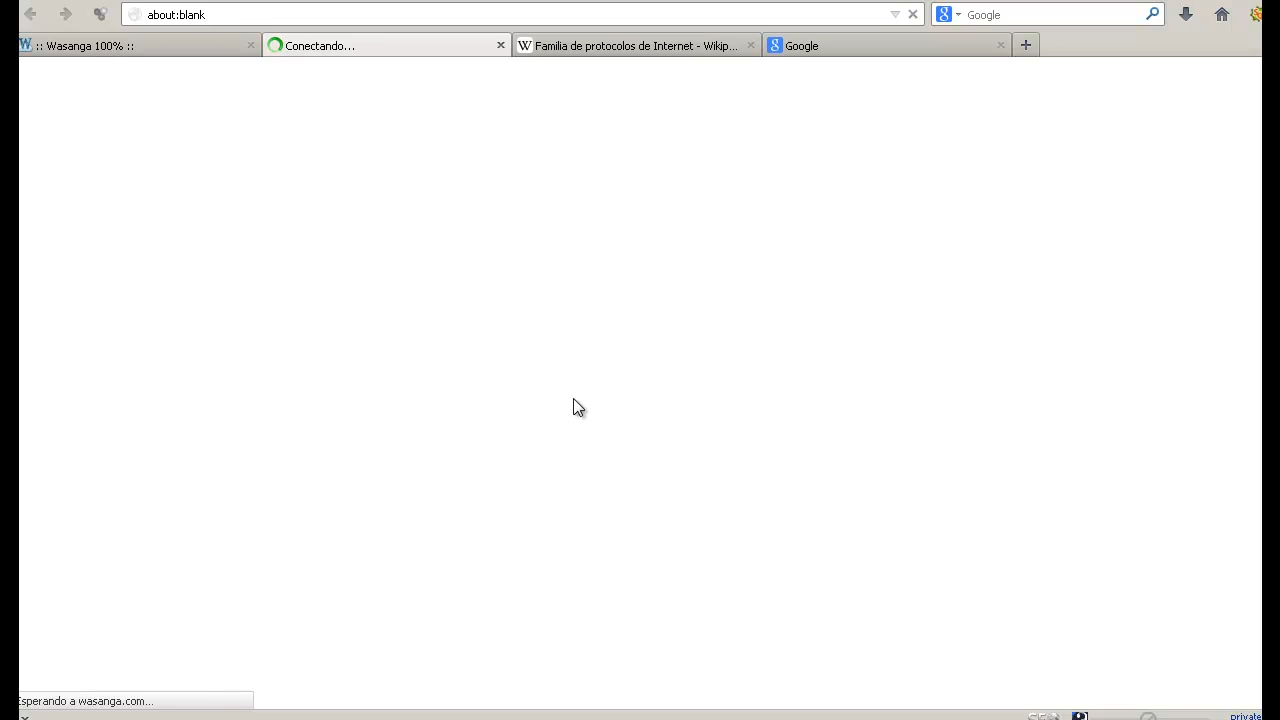 about:blank
Google
:: Wasanga 100% ::
Conectando...
Familia de protocolos de Internet - Wikip...
Google
Esperando a wasanga.com...
private